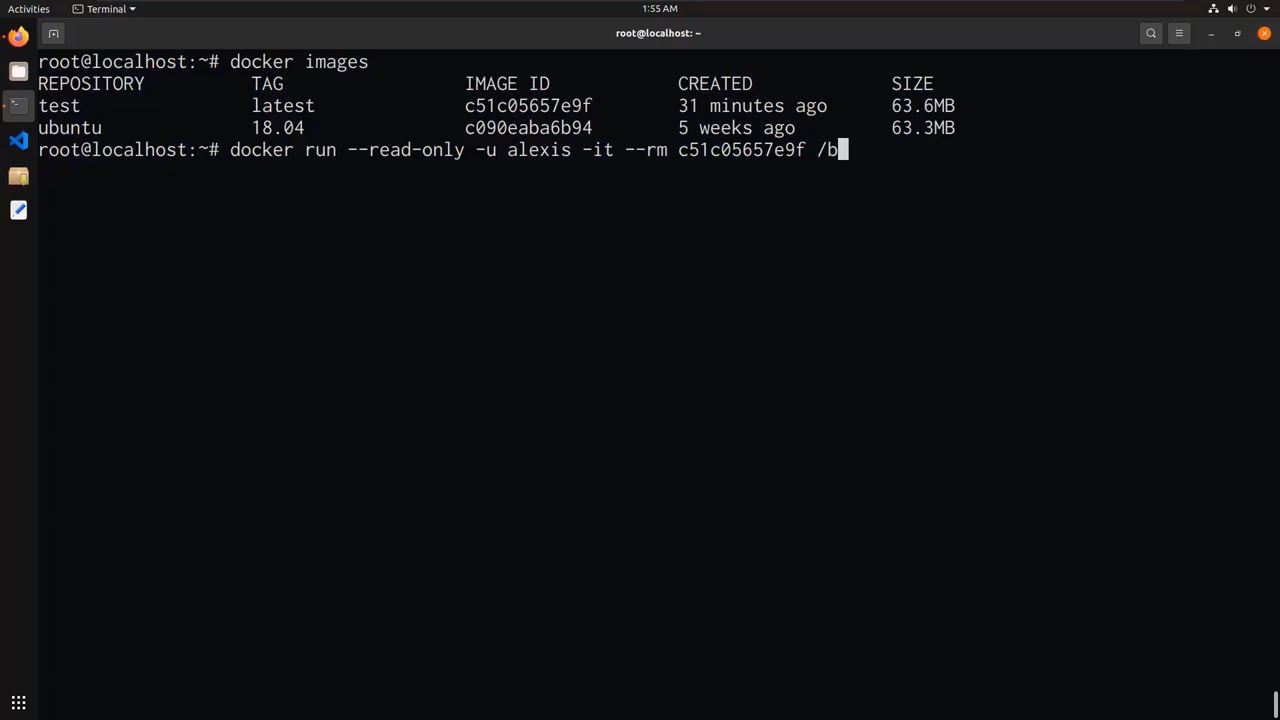 Activities
Terminal
1:55 AM
root@localhost: ~
root@localhost:~# docker images
REPOSITORY TAG IMAGE ID CREATED SIZE
test latest c51c05657e9f 31 minutes ago 63.6MB
ubuntu 18.04 c090eaba6b94 5 weeks ago 63.3MB
root@localhost:~# docker run --read-only -u alexis -it --rm c51c05657e9f /b